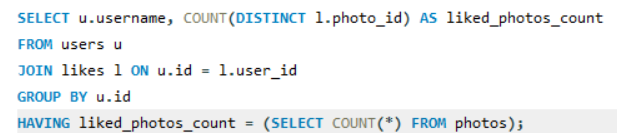 SELECT u.username, COUNT(DISTINCT l.photo_id) AS liked_photos_count
FROM users u
JOIN likes l ON u.id = l.user_id
GROUP BY u.id
HAVING liked_photos_count = (SELECT COUNT(*) FROM photos);